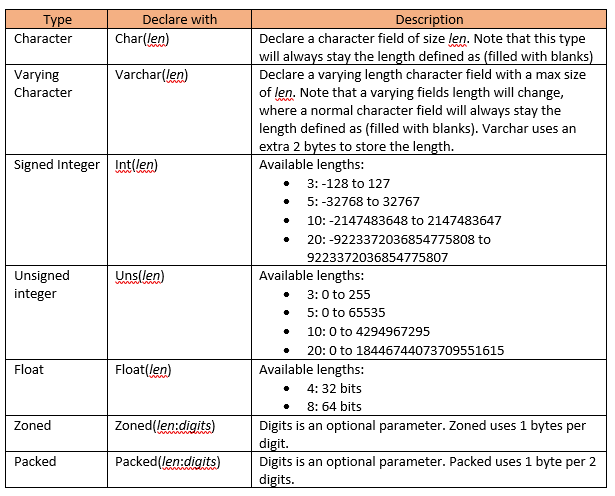 Type Declare with Description
Character Char(len) Declare a character field of size len. Note that this type
will always stay the length defined as (filled with blanks)
Varying Varchar(len) Declare a varying length character field with a max size
Character of len. Note that a varying fields length will change,
where a normal character field will always stay the
length defined as (filled with blanks). Varchar uses an
extra 2 bytes to store the length.
Signed Integer Int(len) Available lengths:
• 3: -128 to 127
• 5: -32768 to 32767
• 10: -2147483648 to 2147483647
• 20: -9223372036854775808 to
9223372036854775807
Unsigned Uns(len) Available lengths:
integer • 3: 0 to 255
• 5: 0 to 65535
• 10: 0 to 4294967295
• 20: 0 to 18446744073709551615
Float Float(len) Available lengths:
• 4: 32 bits
• 8: 64 bits
Zoned Zoned(len:digits) Digits is an optional parameter. Zoned uses 1 bytes per
digit.
Packed Packed(len:digits) Digits is an optional parameter. Packed uses 1 byte per 2
digits.